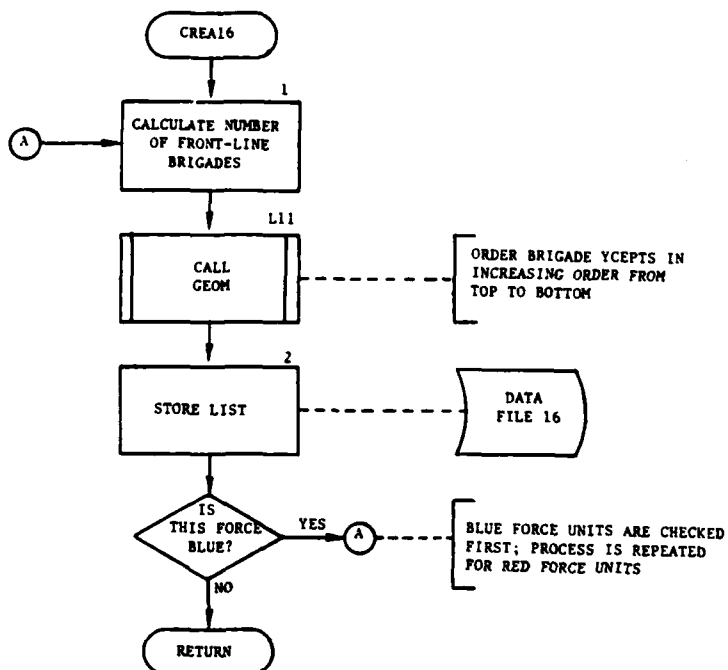 CREA16
1
CALCULATE NUMBER
OF FRONT-LINE
BRIGADES
A
L11
CALL
GEOM
ORDER BRIGADE YCEPTS IN
INCREASING ORDER FROM
TOP TO BOTTOM
2
STORE LIST
DATA
FILE 16
IS
THIS FORCE
BLUE?
YES
A
BLUE FORCE UNITS ARE CHECKED
FIRST; PROCESS IS REPEATED
FOR RED FORCE UNITS
NO
RETURN